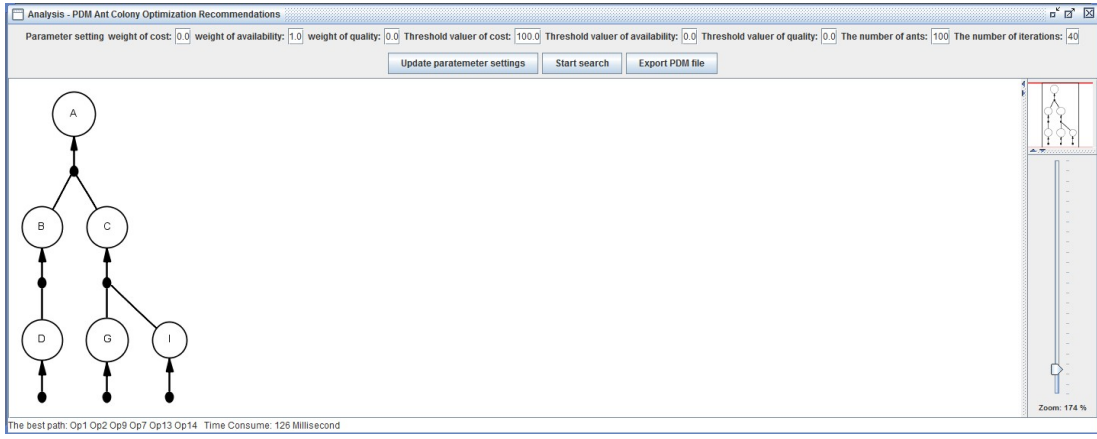 Analysis - PDM Ant Colony Optimization Recommendations
Parameter setting weight of cost: 0.0 weight of availability: 1.0 weight of quality: 0.0 Threshold valuer of cost: 100.0 Threshold valuer of availability: 0.0 Threshold valuer of quality: 0.0 The number of ants: 100 The number of iterations: 40
Update paratemeter settings Start search Export PDM file
A
B C
D G I
Zoom: 174 %
The best path: Op1 Op2 Op9 Op7 Op13 Op14 Time Consume: 126 Millisecond